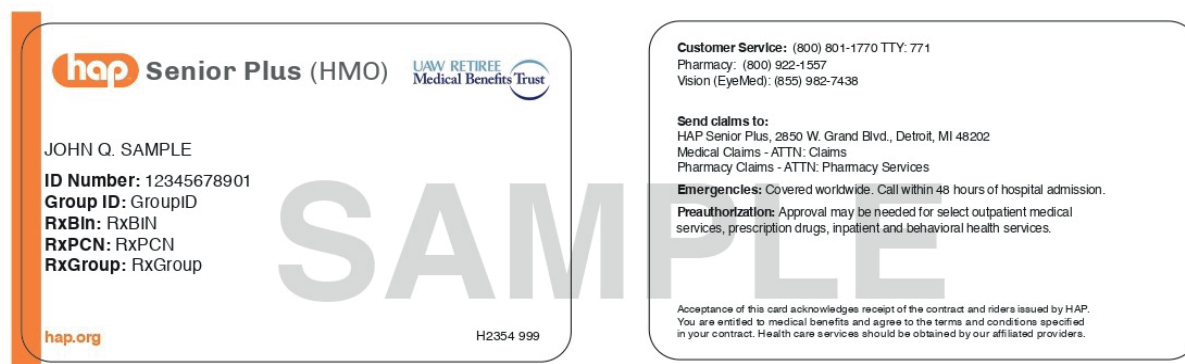 hap Senior Plus (HMO)
UAW RETIREE
Medical Benefits Trust
JOHN Q. SAMPLE
ID Number: 12345678901
Group ID: GroupID
RxBin: RxBIN
RxPCN: RxPCN
RxGroup: RxGroup
hap.org
H2354 999
Customer Service: (800) 801-1770 TTY: 771
Pharmacy: (800) 922-1557
Vision (EyeMed): (855) 982-7438
Send claims to:
HAP Senior Plus, 2850 W. Grand Blvd., Detroit, MI 48202
Medical Claims - ATTN: Claims
Pharmacy Claims - ATTN: Pharmacy Services
Emergencies: Covered worldwide. Call within 48 hours of hospital admission.
Preauthorization: Approval may be needed for select outpatient medical
services, prescription drugs, inpatient and behavioral health services.
Acceptance of this card acknowledges receipt of the contract and riders issued by HAP.
You are entitled to medical benefits and agree to the terms and conditions specified
in your contract. Health care services should be obtained by our affiliated providers.
SAMPLE